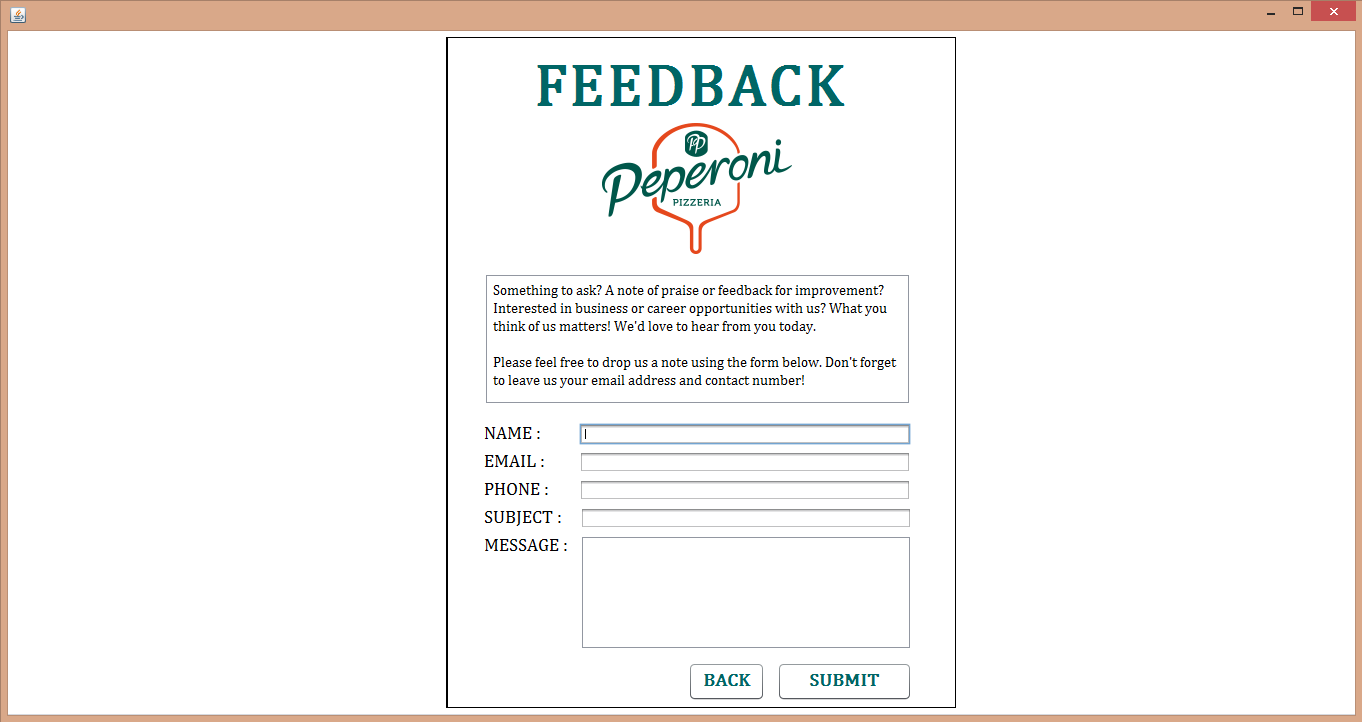 FEEDBACK
PP
Peperoni
PIZZERIA
Something to ask? A note of praise or feedback for improvement?
Interested in business or career opportunities with us? What you
think of us matters! We'd love to hear from you today.
Please feel free to drop us a note using the form below. Don't forget
to leave us your email address and contact number!
NAME :
EMAIL :
PHONE :
SUBJECT :
MESSAGE :
BACK SUBMIT